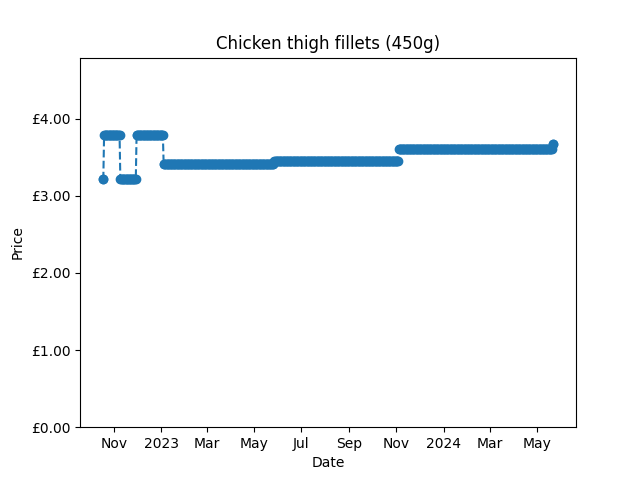 Chicken thigh fillets (450g)
£4.00
£3.00
£2.00
£1.00
£0.00
Price
Nov 2023 Mar May Jul Sep Nov 2024 Mar May
Date